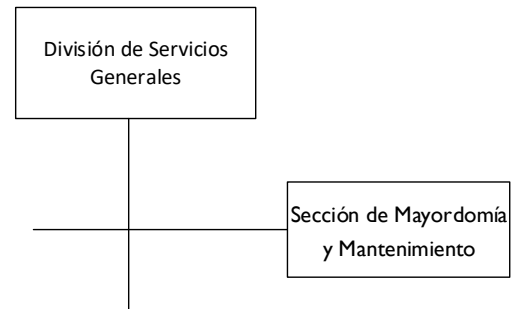 División de Servicios
Generales
Sección de Mayordomía
y Mantenimiento